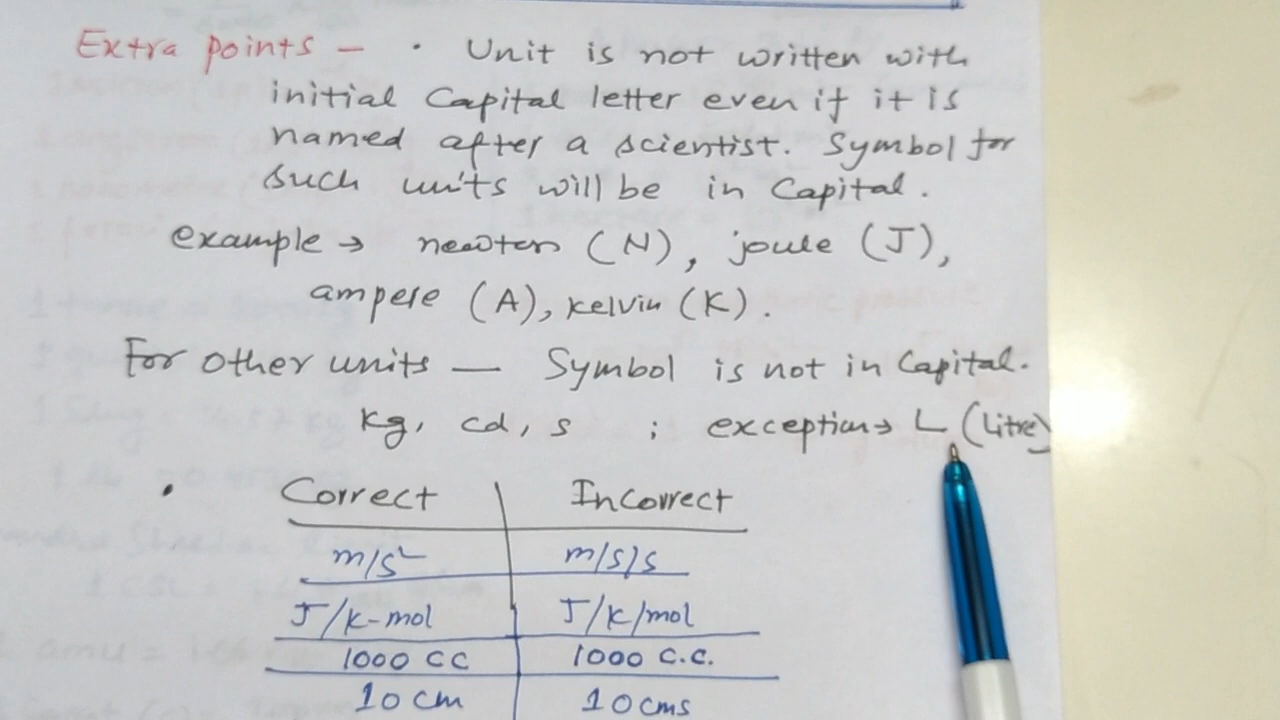 Extra points - • Unit is not written with
initial Capital letter even if it is
named after a scientist. Symbol for
such units will be in Capital.
example → newton (N), joule (J),
ampere (A), kelvin (K).
For other units — Symbol is not in Capital.
kg, cd, s ; exception → L (litre)
• Correct | Incorrect
m/s² | m/s/s
J/K-mol | J/K/mol
1000 CC | 1000 C.C.
10 cm | 10 cms